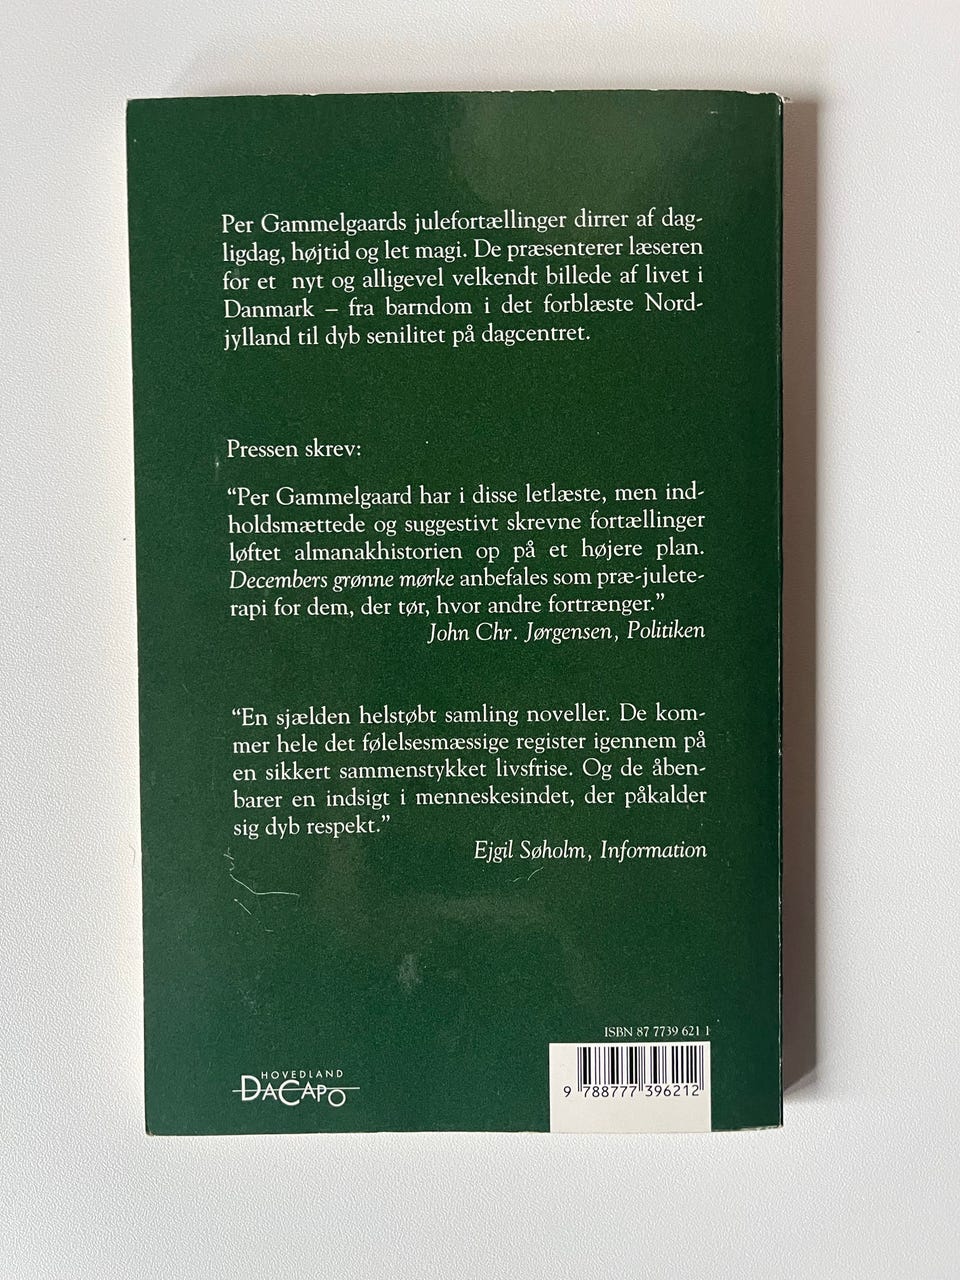 Per Gammelgaards julefortællinger dirrer af dag-
ligdag, højtid og let magi. De præsenterer læseren
for et nyt og alligevel velkendt billede af livet i
Danmark – fra barndom i det forblæste Nord-
jylland til dyb senilitet på dagcentret.
Pressen skrev:
“Per Gammelgaard har i disse letlæste, men ind-
holdsmættede og suggestivt skrevne fortællinger
løftet almanakhistorien op på et højere plan.
Decembers grønne mørke anbefales som præ-julete-
rapi for dem, der tør, hvor andre fortrænger.”
John Chr. Jørgensen, Politiken
“En sjælden helstøbt samling noveller. De kom-
mer hele det følelsesmæssige register igennem på
en sikkert sammenstykket livsfrise. Og de åben-
barer en indsigt i menneskesindet, der påkalder
sig dyb respekt.”
Ejgil Søholm, Information
ISBN 87 7739 621 1
9 788777 396212
HOVEDLAND
DACAPO